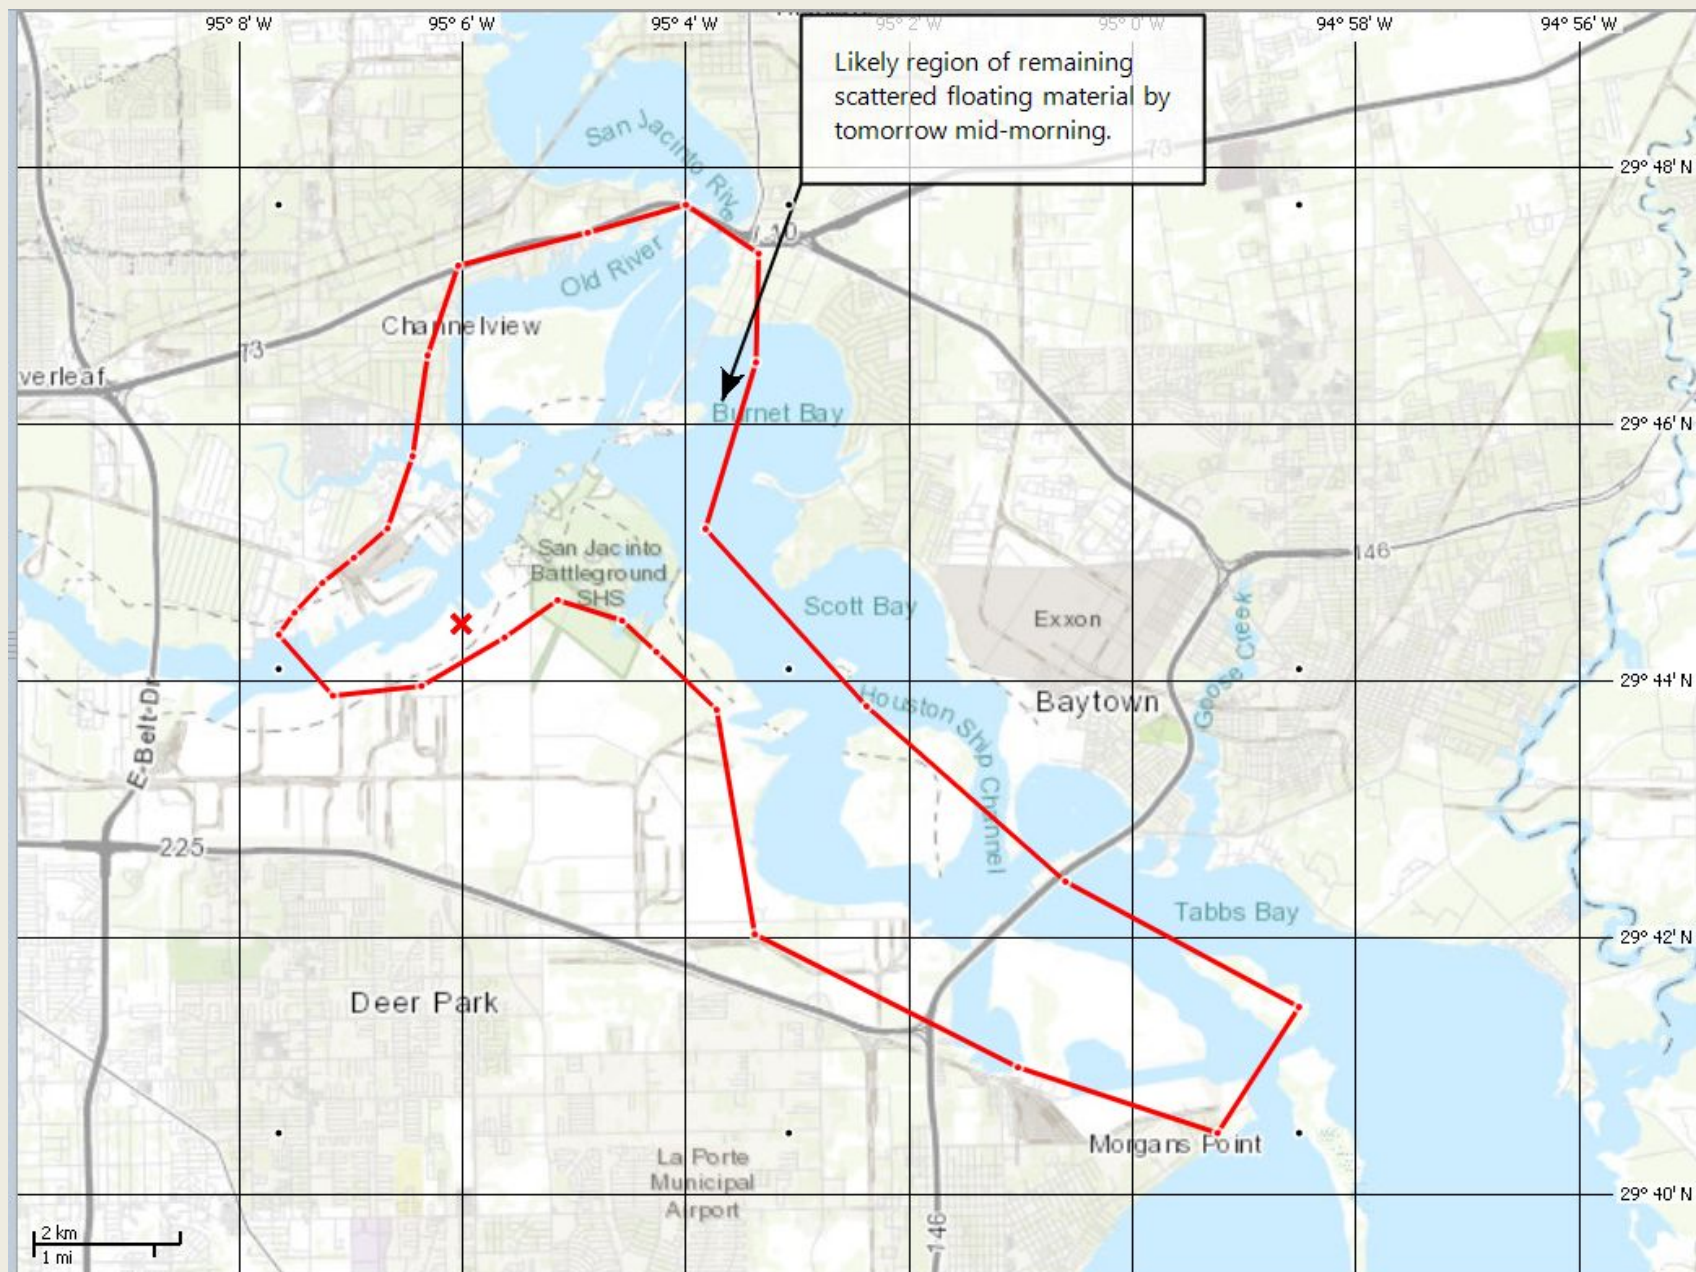 95° 8' W
95° 6' W
95° 4' W
95° 2' W
95° 0' W
94° 58' W
94° 56' W
Likely region of remaining
scattered floating material by
tomorrow mid-morning.
San Jacinto River
73
29° 48' N
I-10
Old River
Channelview
73
verleaf
Burnet Bay
29° 46' N
San Jacinto
Battleground
SHS
146
Scott Bay
Exxon
Goose Creek
29° 44' N
Houston Ship Channel
Baytown
E-Belt-Dr
225
Tabbs Bay
29° 42' N
Deer Park
Morgans Point
La Porte
Municipal
Airport
29° 40' N
146
2 km
1 mi